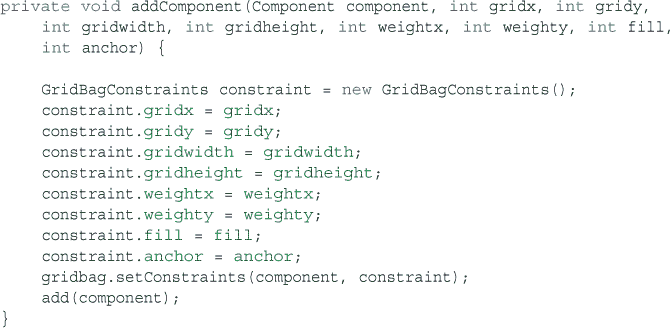 private void addComponent(Component component, int gridx, int gridy,
    int gridwidth, int gridheight, int weightx, int weighty, int fill,
    int anchor) {

    GridBagConstraints constraint = new GridBagConstraints();
    constraint.gridx = gridx;
    constraint.gridy = gridy;
    constraint.gridwidth = gridwidth;
    constraint.gridheight = gridheight;
    constraint.weightx = weightx;
    constraint.weighty = weighty;
    constraint.fill = fill;
    constraint.anchor = anchor;
    gridbag.setConstraints(component, constraint);
    add(component);
}